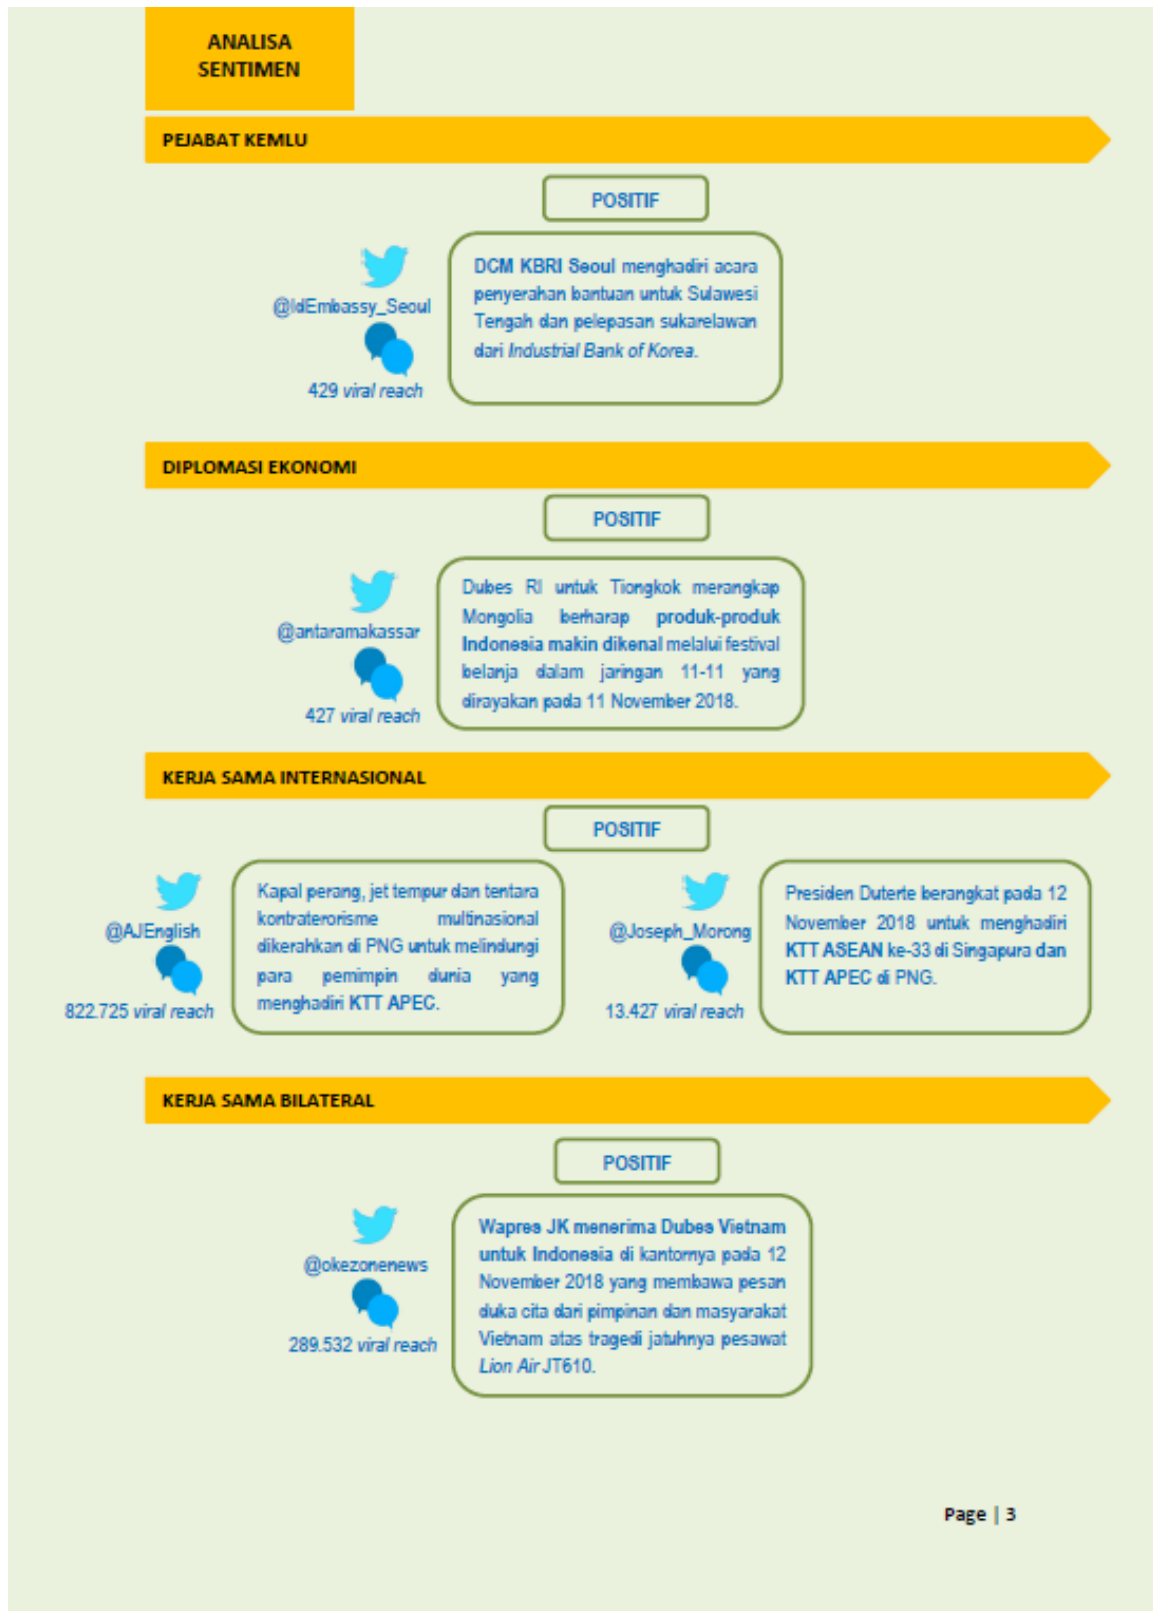 ANALISA
SENTIMEN
PEJABAT KEMLU
POSITIF
@IdEmbassy_Seoul
429 viral reach
DCM KBRI Seoul menghadiri acara
penyerahan bantuan untuk Sulawesi
Tengah dan pelepasan sukarelawan
dari Industrial Bank of Korea.
DIPLOMASI EKONOMI
POSITIF
@antaramakassar
427 viral reach
Dubes RI untuk Tiongkok merangkap
Mongolia berharap produk-produk
Indonesia makin dikenal melalui festival
belanja dalam jaringan 11-11 yang
dirayakan pada 11 November 2018.
KERJA SAMA INTERNASIONAL
POSITIF
@AJEnglish
822.725 viral reach
Kapal perang, jet tempur dan tentara
kontraterorisme multinasional
dikerahkan di PNG untuk melindungi
para pemimpin dunia yang
menghadiri KTT APEC.
@Joseph_Morong
13.427 viral reach
Presiden Duterte berangkat pada 12
November 2018 untuk menghadiri
KTT ASEAN ke-33 di Singapura dan
KTT APEC di PNG.
KERJA SAMA BILATERAL
POSITIF
@okezonenews
289.532 viral reach
Wapres JK menerima Dubes Vietnam
untuk Indonesia di kantornya pada 12
November 2018 yang membawa pesan
duka cita dari pimpinan dan masyarakat
Vietnam atas tragedi jatuhnya pesawat
Lion Air JT610.
Page | 3